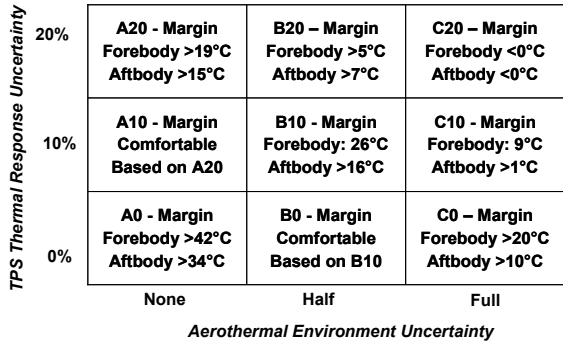 TPS Thermal Response Uncertainty
20%
A20 - Margin
Forebody >19°C
Aftbody >15°C
B20 – Margin
Forebody >5°C
Aftbody >7°C
C20 – Margin
Forebody <0°C
Aftbody <0°C
10%
A10 - Margin
Comfortable
Based on A20
B10 - Margin
Forebody: 26°C
Aftbody >16°C
C10 - Margin
Forebody: 9°C
Aftbody >1°C
0%
A0 - Margin
Forebody >42°C
Aftbody >34°C
B0 - Margin
Comfortable
Based on B10
C0 – Margin
Forebody >20°C
Aftbody >10°C
None
Half
Full
Aerothermal Environment Uncertainty